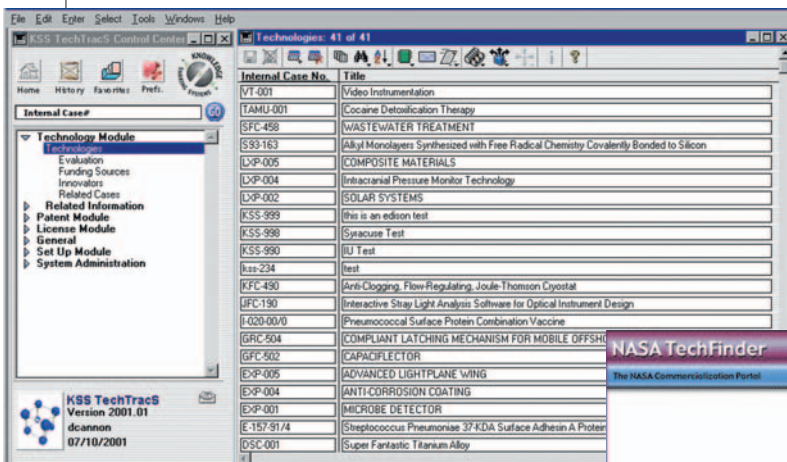 File Edit Enter Select Tools Windows Help
KSS TechTracS Control Center
KNOWLEDGE
SYSTEMS
Home History Favorites Prefs.
Internal Case#
GO
Technology Module
Technologies
Evaluation
Funding Sources
Innovators
Related Cases
Related Information
Patent Module
License Module
General
Set Up Module
System Administration
KSS TechTracS
Version 2001.01
dcannon
07/10/2001
Technologies: 41 of 41
Internal Case No. Title
VT-001 Video Instrumentation
TAMU-001 Cocaine Detoxification Therapy
SFC-458 WASTEWATER TREATMENT
S93-163 Alkyl Monolayers Synthesized with Free Radical Chemistry Covalently Bonded to Silicon
LXP-005 COMPOSITE MATERIALS
LXP-004 Intracranial Pressure Monitor Technology
LXP-002 SOLAR SYSTEMS
KSS-999 this is an edison test
KSS-998 Syracuse Test
KSS-990 IU Test
kss-234 test
KFC-490 Anti-Clogging, Flow-Regulating, Joule-Thomson Cryostat
JFC-190 Interactive Stray Light Analysis Software for Optical Instrument Design
I-020-00/0 Pneumococcal Surface Protein Combination Vaccine
GRC-504 COMPLIANT LATCHING MECHANISM FOR MOBILE OFFSHO
GFC-502 CAPACIFLECTOR
EXP-005 ADVANCED LIGHTPLANE WING
EXP-004 ANTI-CORROSION COATING
EXP-001 MICROBE DETECTOR
E-157-91/4 Streptococcus Pneumoniae 37-KDA Surface Adhesin A Protein
DSC-001 Super Fantastic Titanium Alloy
NASA TechFinder
The NASA Commercialization Portal